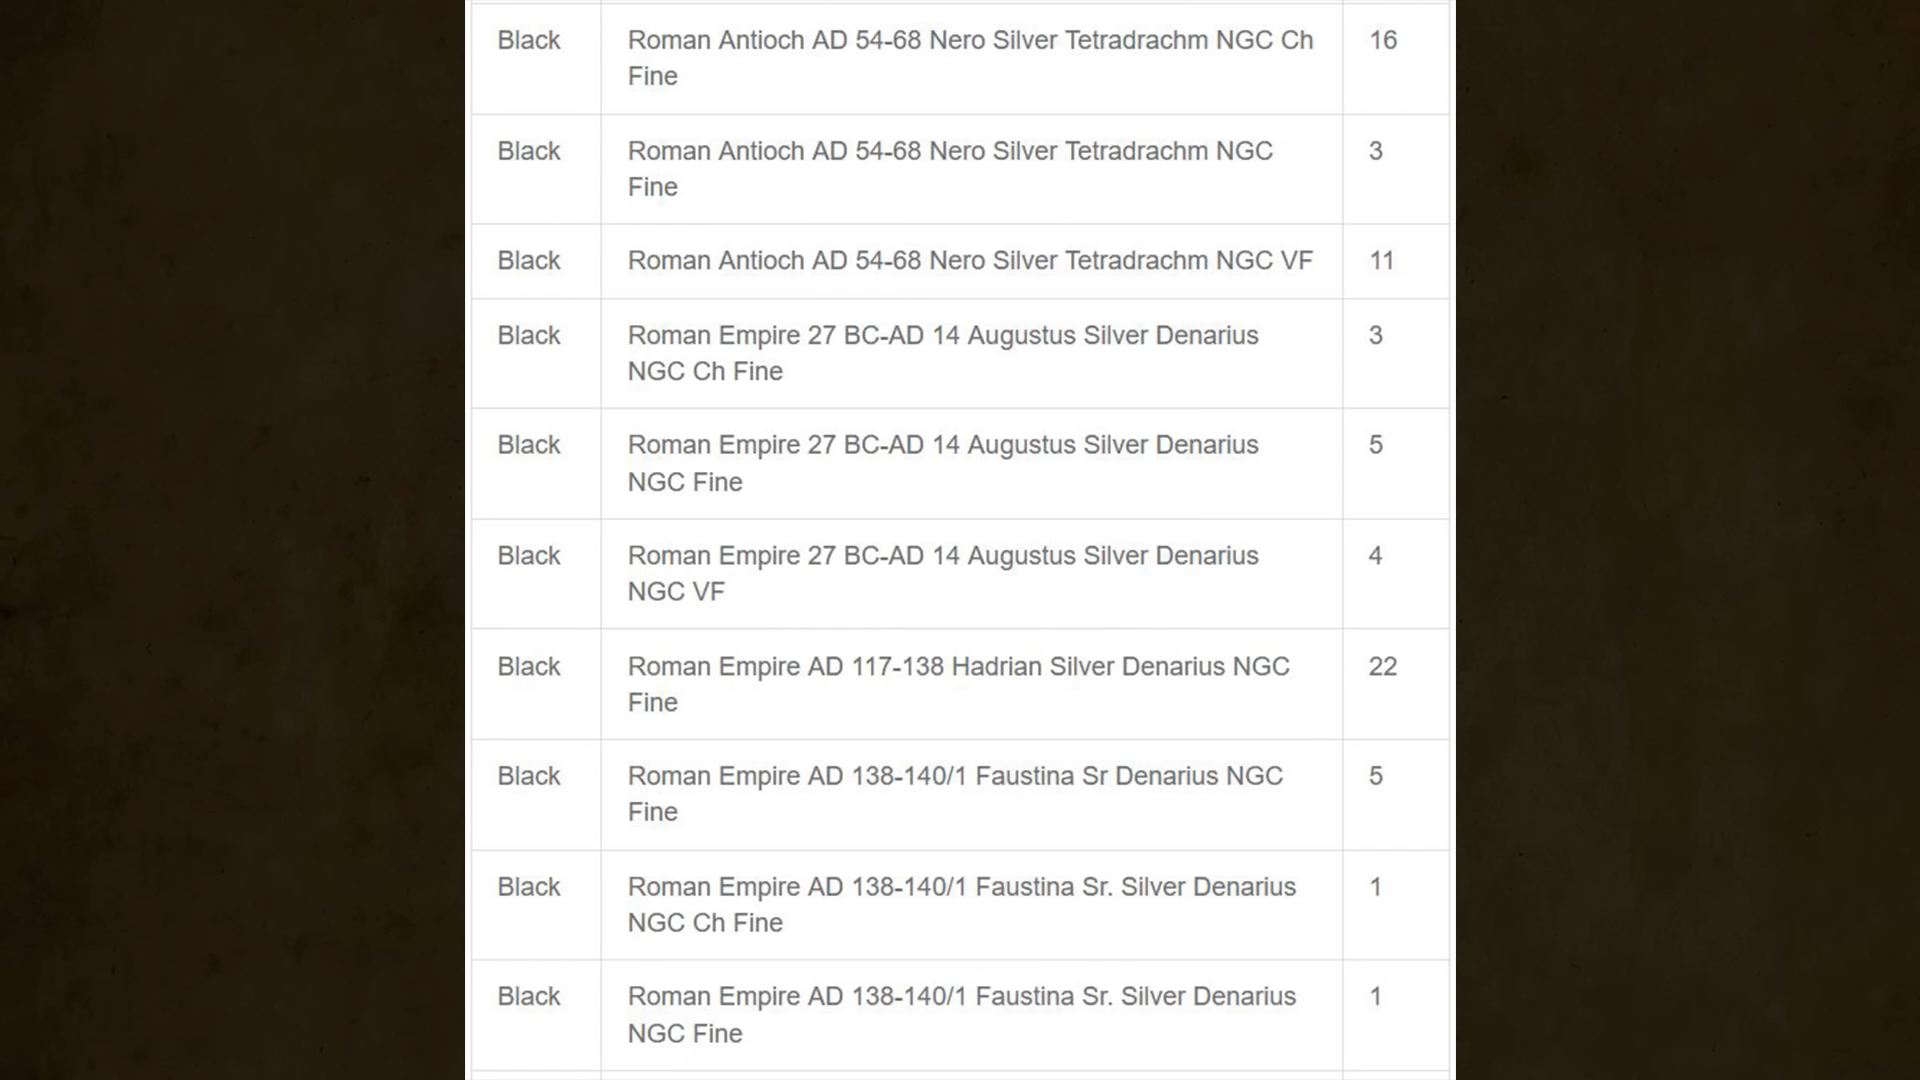 Black Roman Antioch AD 54-68 Nero Silver Tetradrachm NGC Ch 16
Fine
Black Roman Antioch AD 54-68 Nero Silver Tetradrachm NGC 3
Fine
Black Roman Antioch AD 54-68 Nero Silver Tetradrachm NGC VF 11
Black Roman Empire 27 BC-AD 14 Augustus Silver Denarius 3
NGC Ch Fine
Black Roman Empire 27 BC-AD 14 Augustus Silver Denarius 5
NGC Fine
Black Roman Empire 27 BC-AD 14 Augustus Silver Denarius 4
NGC VF
Black Roman Empire AD 117-138 Hadrian Silver Denarius NGC 22
Fine
Black Roman Empire AD 138-140/1 Faustina Sr Denarius NGC 5
Fine
Black Roman Empire AD 138-140/1 Faustina Sr. Silver Denarius 1
NGC Ch Fine
Black Roman Empire AD 138-140/1 Faustina Sr. Silver Denarius 1
NGC Fine